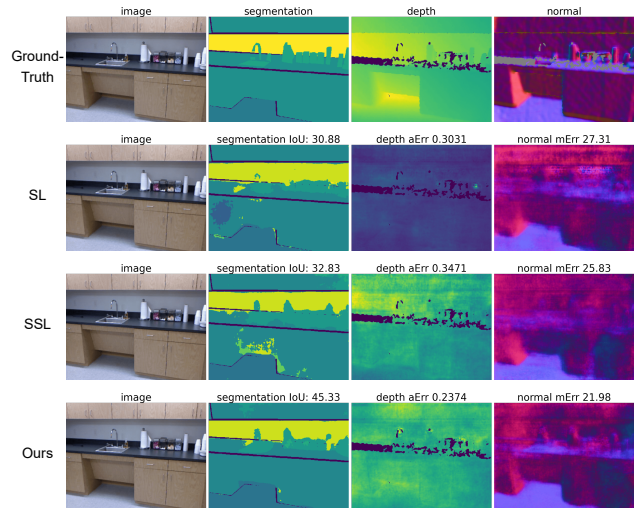 image segmentation depth normal
Ground-
Truth
image segmentation IoU: 30.88 depth aErr 0.3031 normal mErr 27.31
SL
image segmentation IoU: 32.83 depth aErr 0.3471 normal mErr 25.83
SSL
image segmentation IoU: 45.33 depth aErr 0.2374 normal mErr 21.98
Ours